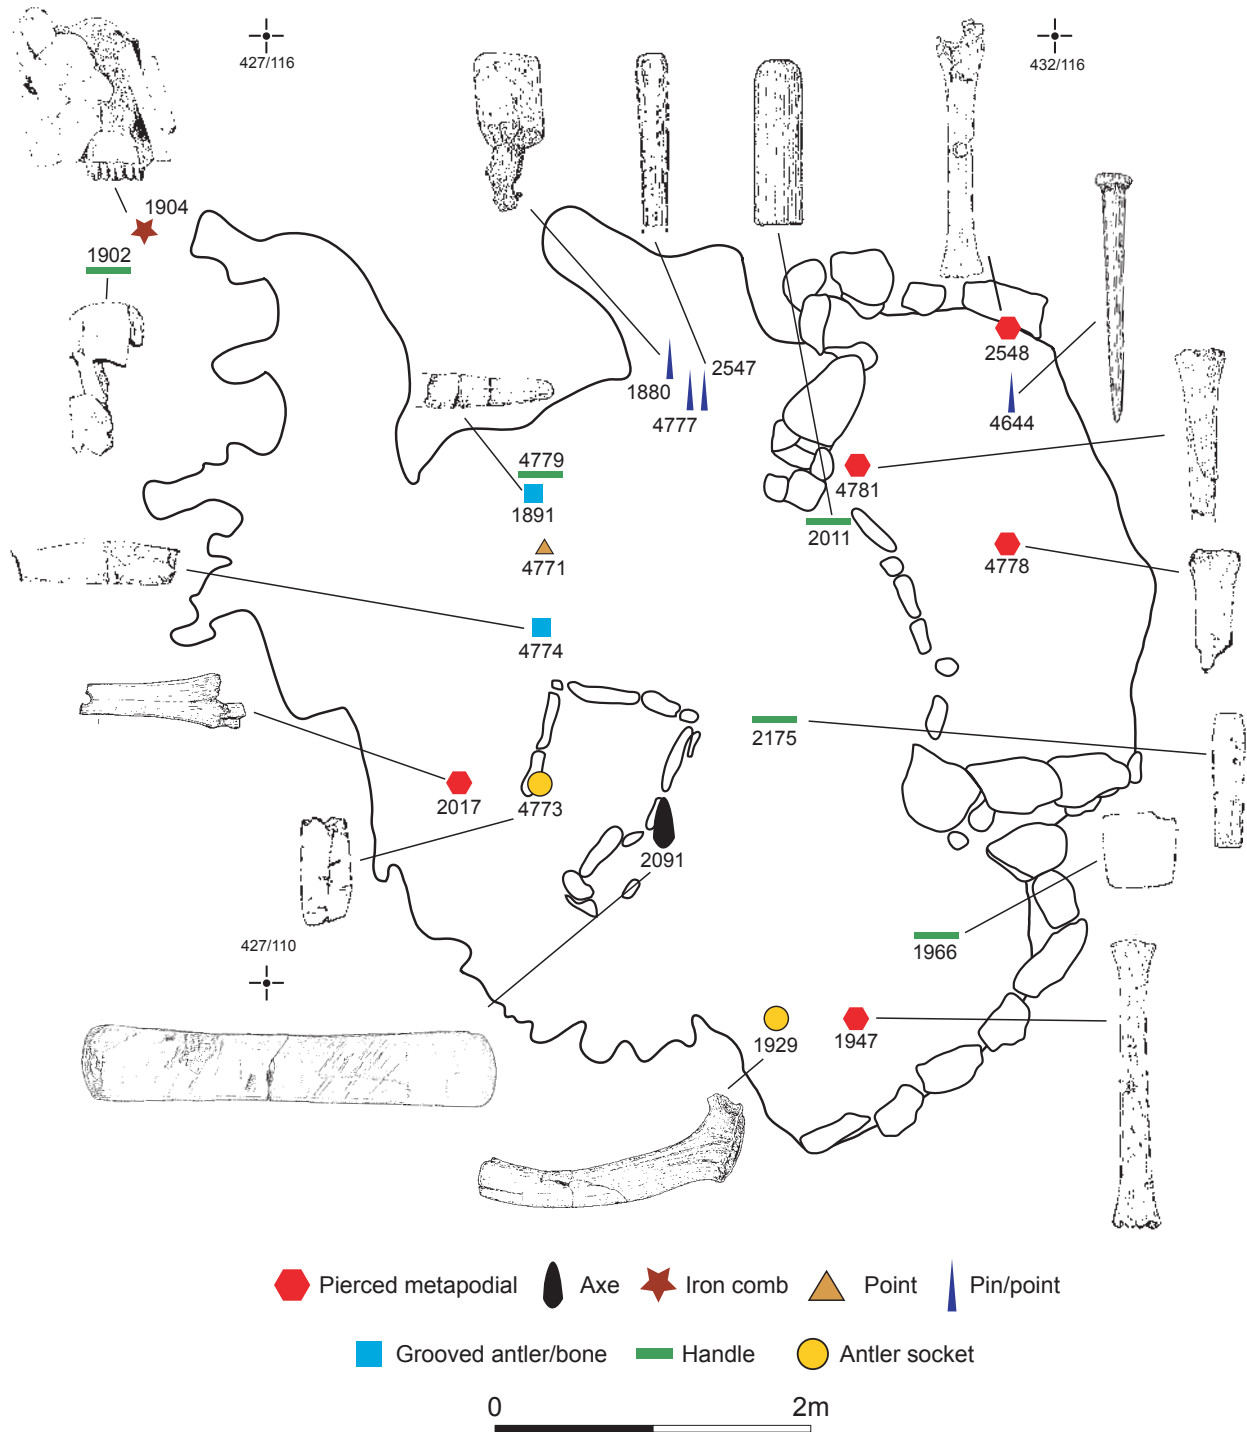 427/116
432/116
1904
1902
2548
2547
1880
4777
4644
4779
1891
4781
2011
4771
4778
4774
2175
2017
4773
2091
1966
427/110
1929
1947
Pierced metapodial
Axe
Iron comb
Point
Pin/point
Grooved antler/bone
Handle
Antler socket
0
2m